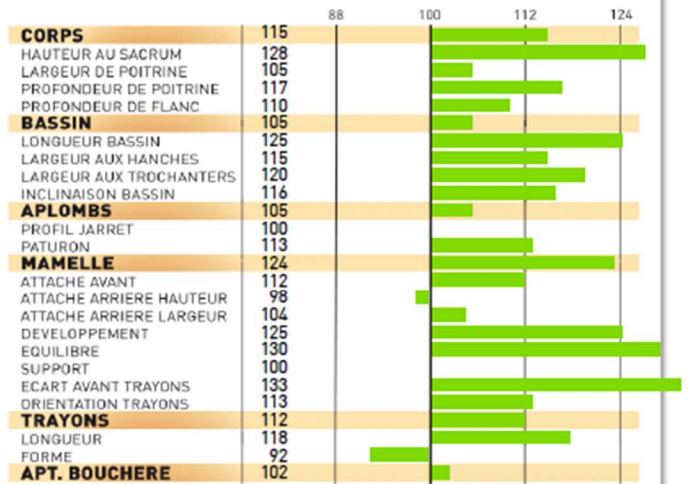 88 100 112 124
CORPS 115
HAUTEUR AU SACRUM 128
LARGEUR DE POITRINE 105
PROFONDEUR DE POITRINE 117
PROFONDEUR DE FLANC 110
BASSIN 105
LONGUEUR BASSIN 125
LARGEUR AUX HANCHES 115
LARGEUR AUX TROCHANTERS 120
INCLINAISON BASSIN 116
APLOMBS 105
PROFIL JARRET 100
PATURON 113
MAMELLE 124
ATTACHE AVANT 112
ATTACHE ARRIERE HAUTEUR 98
ATTACHE ARRIERE LARGEUR 104
DEVELOPPEMENT 125
EQUILIBRE 130
SUPPORT 100
ECART AVANT TRAYONS 133
ORIENTATION TRAYONS 113
TRAYONS 112
LONGUEUR 118
FORME 92
APT. BOUCHERE 102